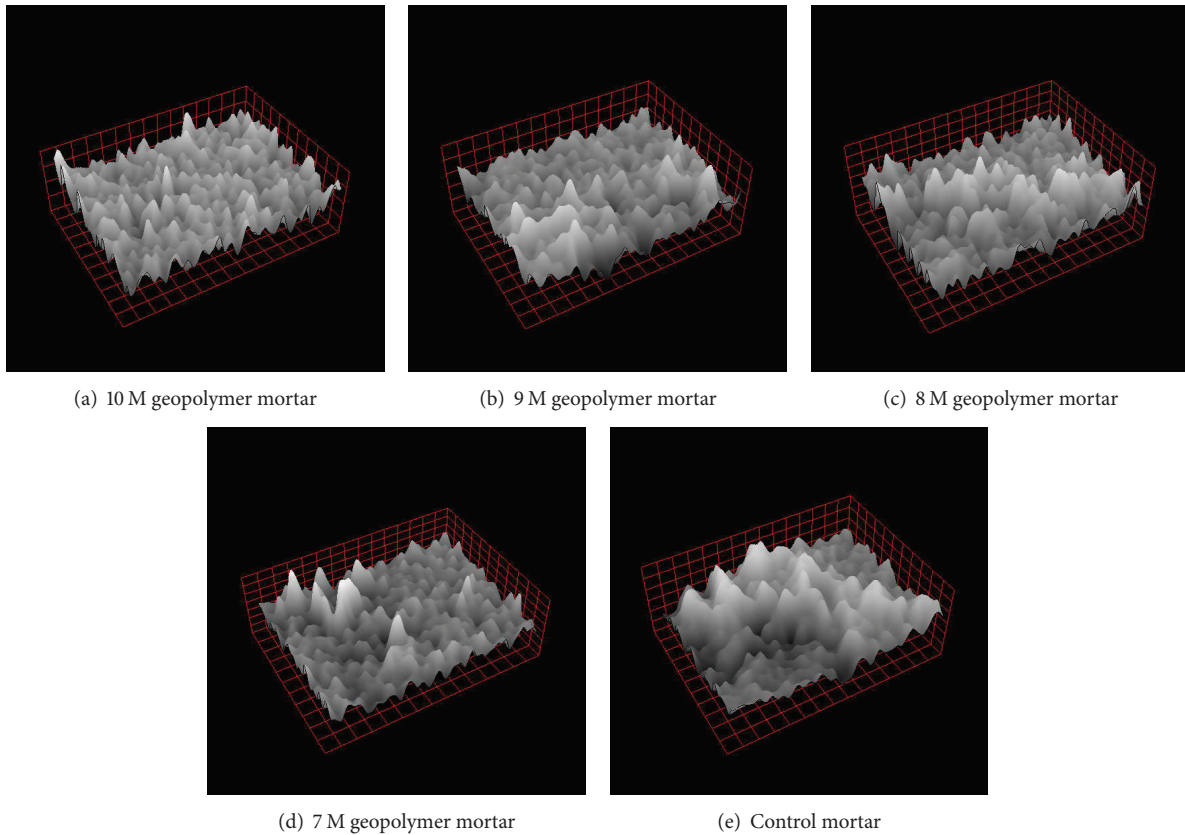 (a) 10 M geopolymer mortar
(b) 9 M geopolymer mortar
(c) 8 M geopolymer mortar
(d) 7 M geopolymer mortar
(e) Control mortar